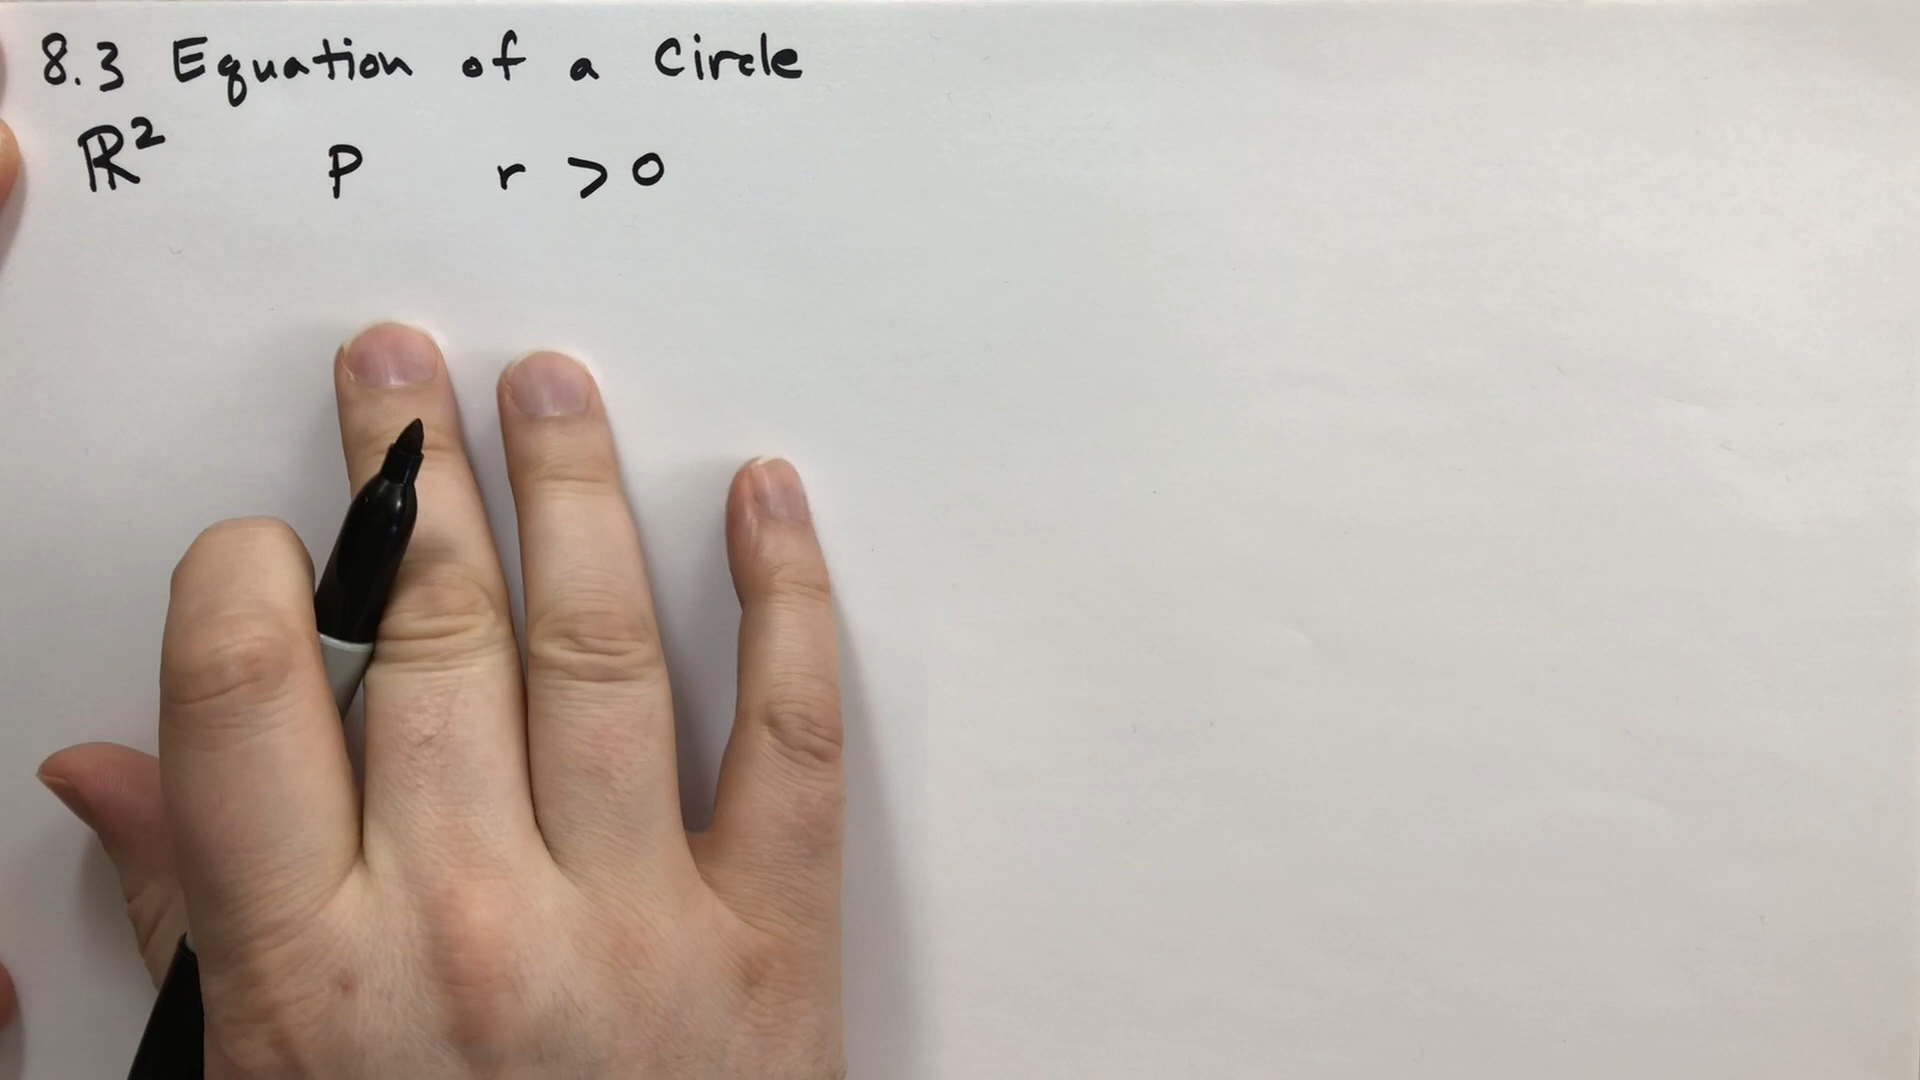 8.3 Equation of a Circle
ℝ² p r > 0